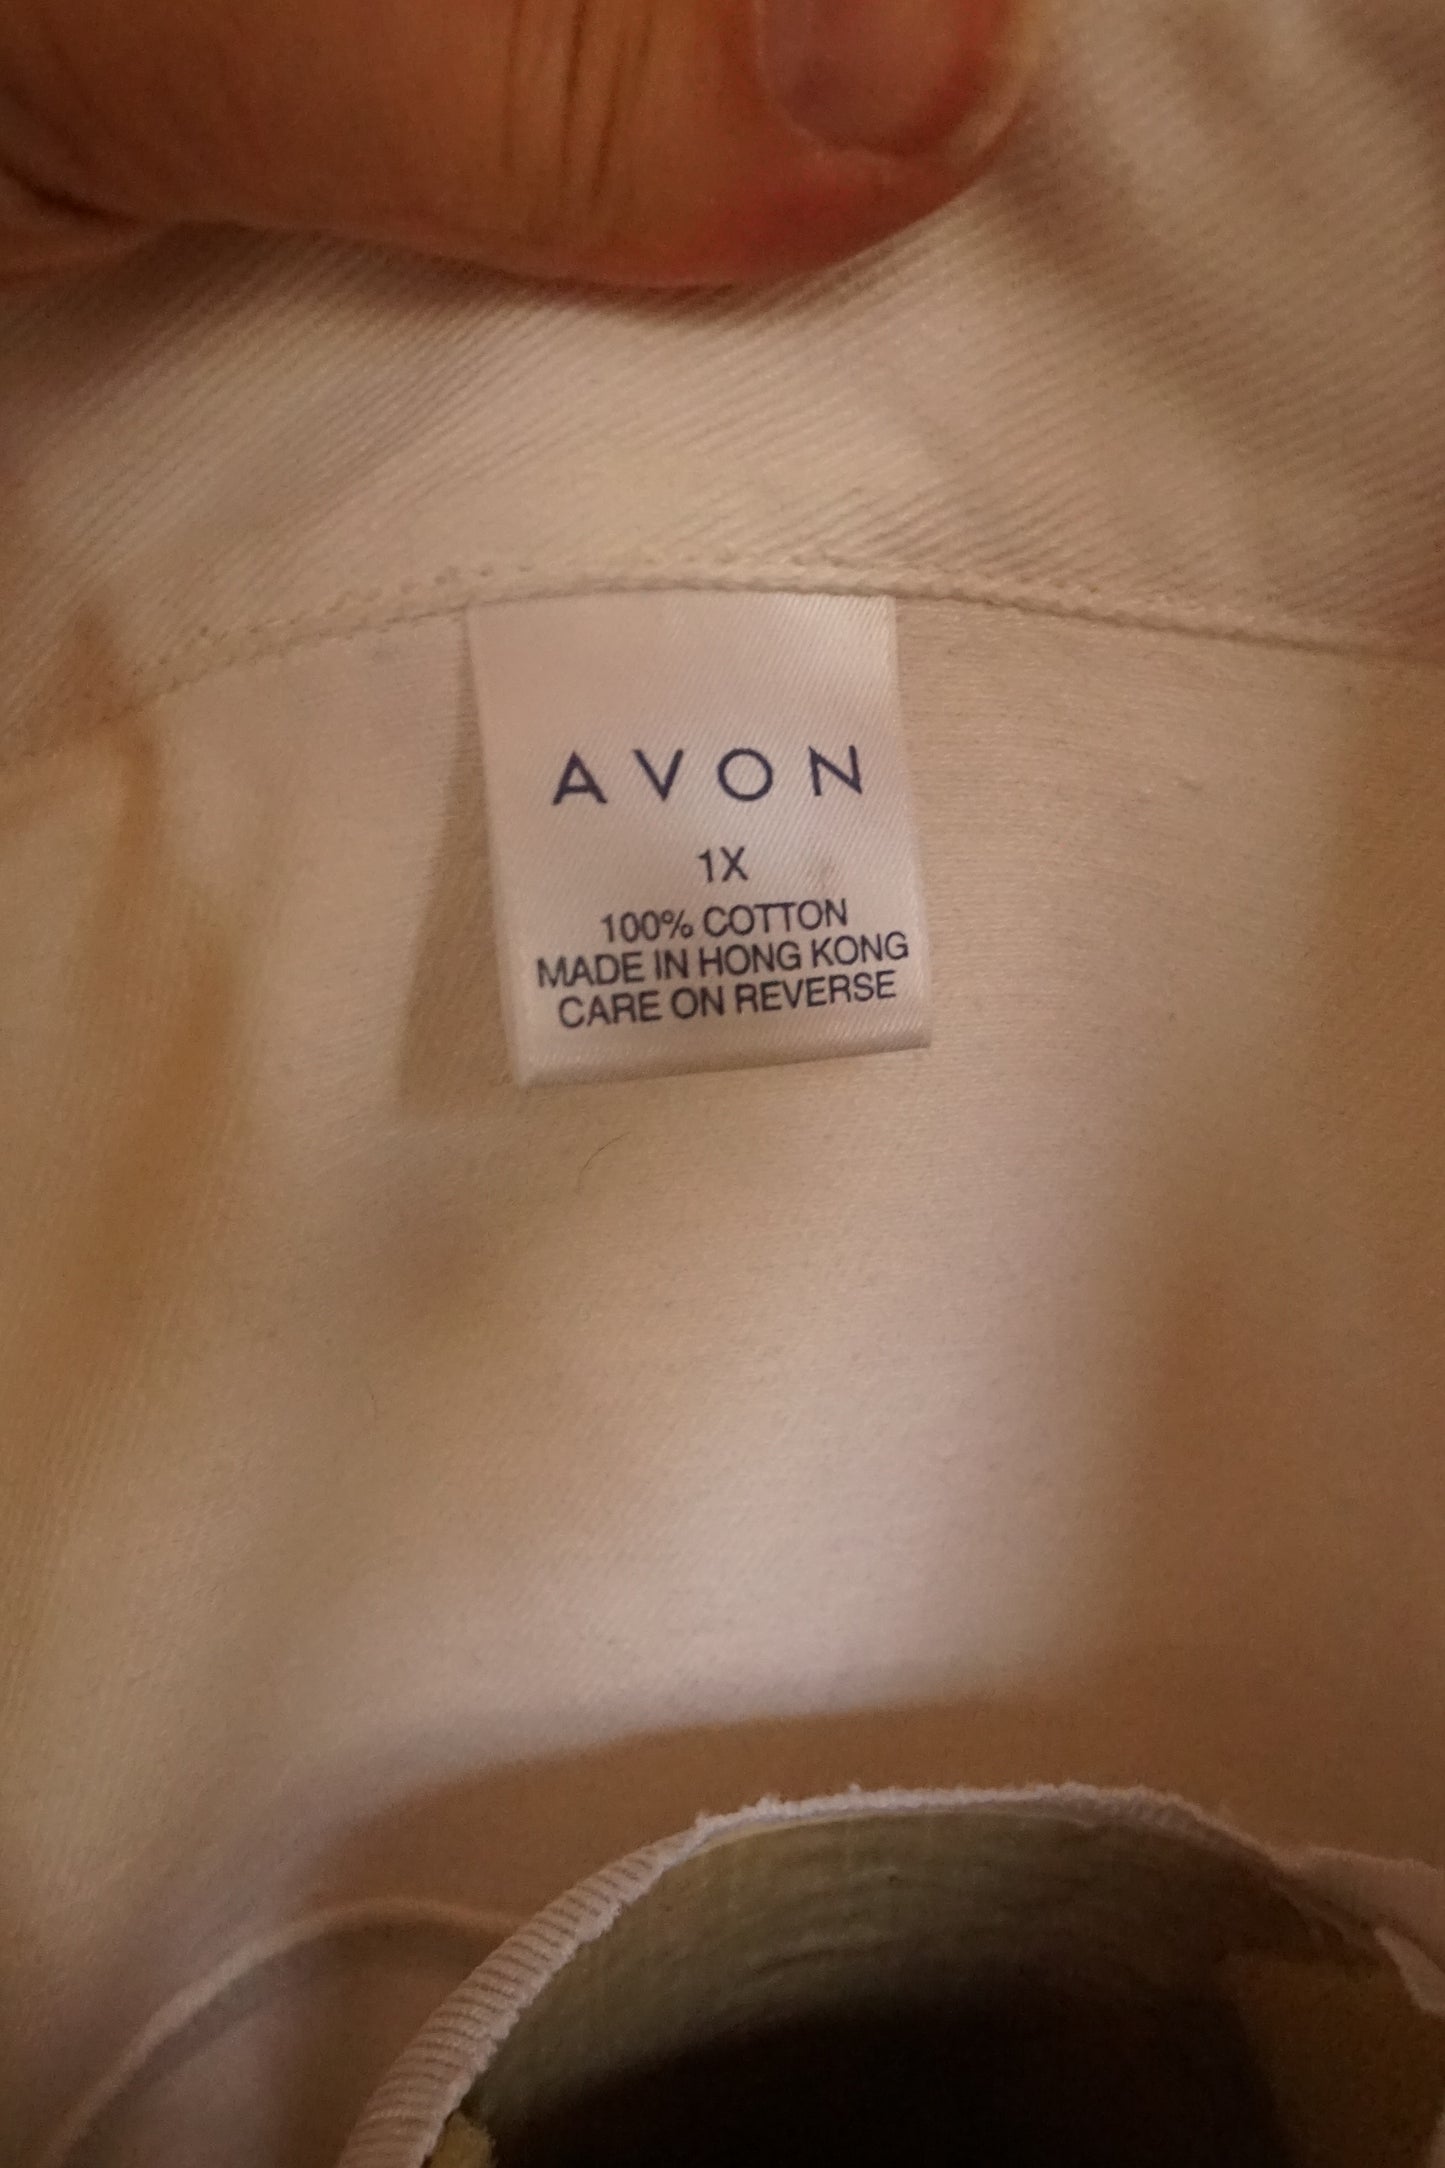 AVON
1X
100% COTTON
MADE IN HONG KONG
CARE ON REVERSE